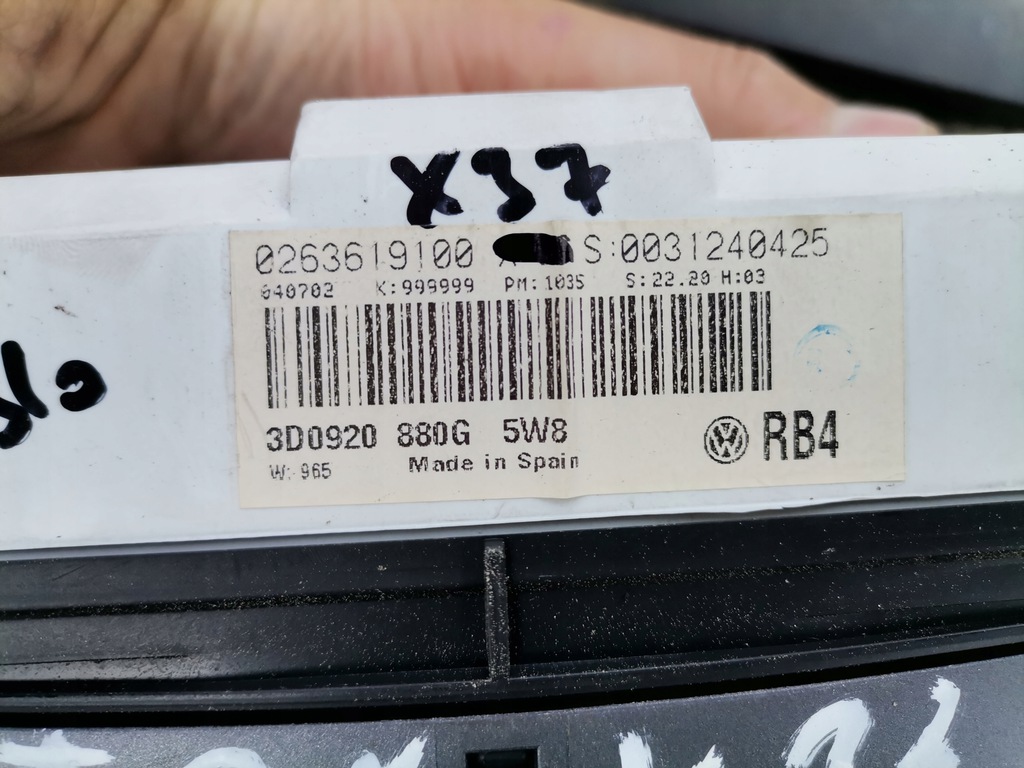 X37
0263619100 S:0031240425
040702 K:999999 PM:1035 S:22.20 H:03
3D0920 880G 5W8
RB4
W:965 Made in Spain